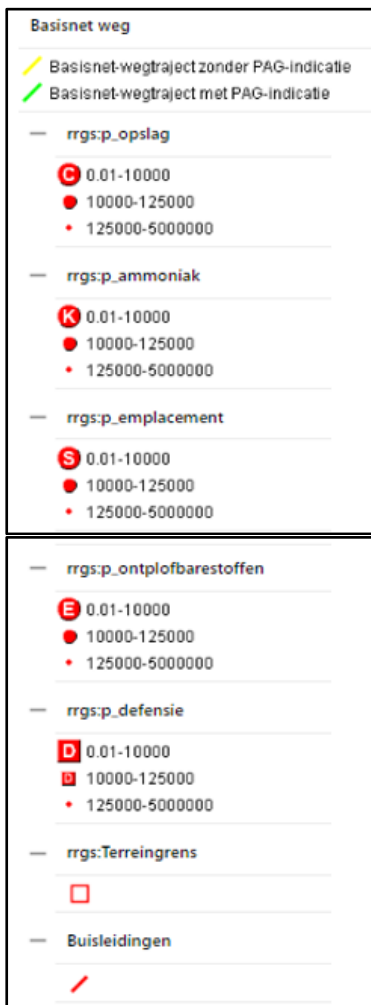 Basisnet weg
Basisnet-wegtraject zonder PAG-indicatie
Basisnet-wegtraject met PAG-indicatie
rrgs:p_opslag
C 0.01-10000
10000-125000
125000-5000000
rrgs:p_ammoniak
K 0.01-10000
10000-125000
125000-5000000
rrgs:p_emplacement
S 0.01-10000
10000-125000
125000-5000000
rrgs:p_ontplofbarestoffen
E 0.01-10000
10000-125000
125000-5000000
rrgs:p_defensie
D 0.01-10000
D 10000-125000
125000-5000000
rrgs:Terreingrens
Buisleidingen